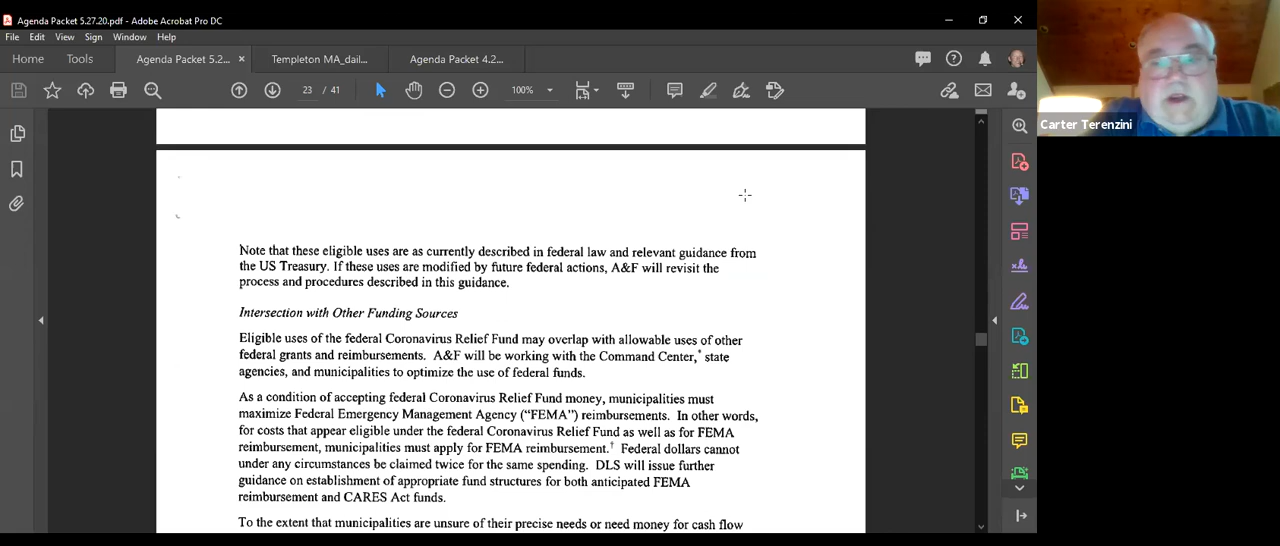 Agenda Packet 5.27.20.pdf - Adobe Acrobat Pro DC
File Edit View Sign Window Help
Home Tools Agenda Packet 5.2... × Templeton MA_dail... Agenda Packet 4.2...
23 / 41 100%
Carter Terenzini
Note that these eligible uses are as currently described in federal law and relevant guidance from
the US Treasury. If these uses are modified by future federal actions, A&F will revisit the
process and procedures described in this guidance.
Intersection with Other Funding Sources
Eligible uses of the federal Coronavirus Relief Fund may overlap with allowable uses of other
federal grants and reimbursements. A&F will be working with the Command Center,* state
agencies, and municipalities to optimize the use of federal funds.
As a condition of accepting federal Coronavirus Relief Fund money, municipalities must
maximize Federal Emergency Management Agency (“FEMA”) reimbursements. In other words,
for costs that appear eligible under the federal Coronavirus Relief Fund as well as for FEMA
reimbursement, municipalities must apply for FEMA reimbursement.† Federal dollars cannot
under any circumstances be claimed twice for the same spending. DLS will issue further
guidance on establishment of appropriate fund structures for both anticipated FEMA
reimbursement and CARES Act funds.
To the extent that municipalities are unsure of their precise needs or need money for cash flow